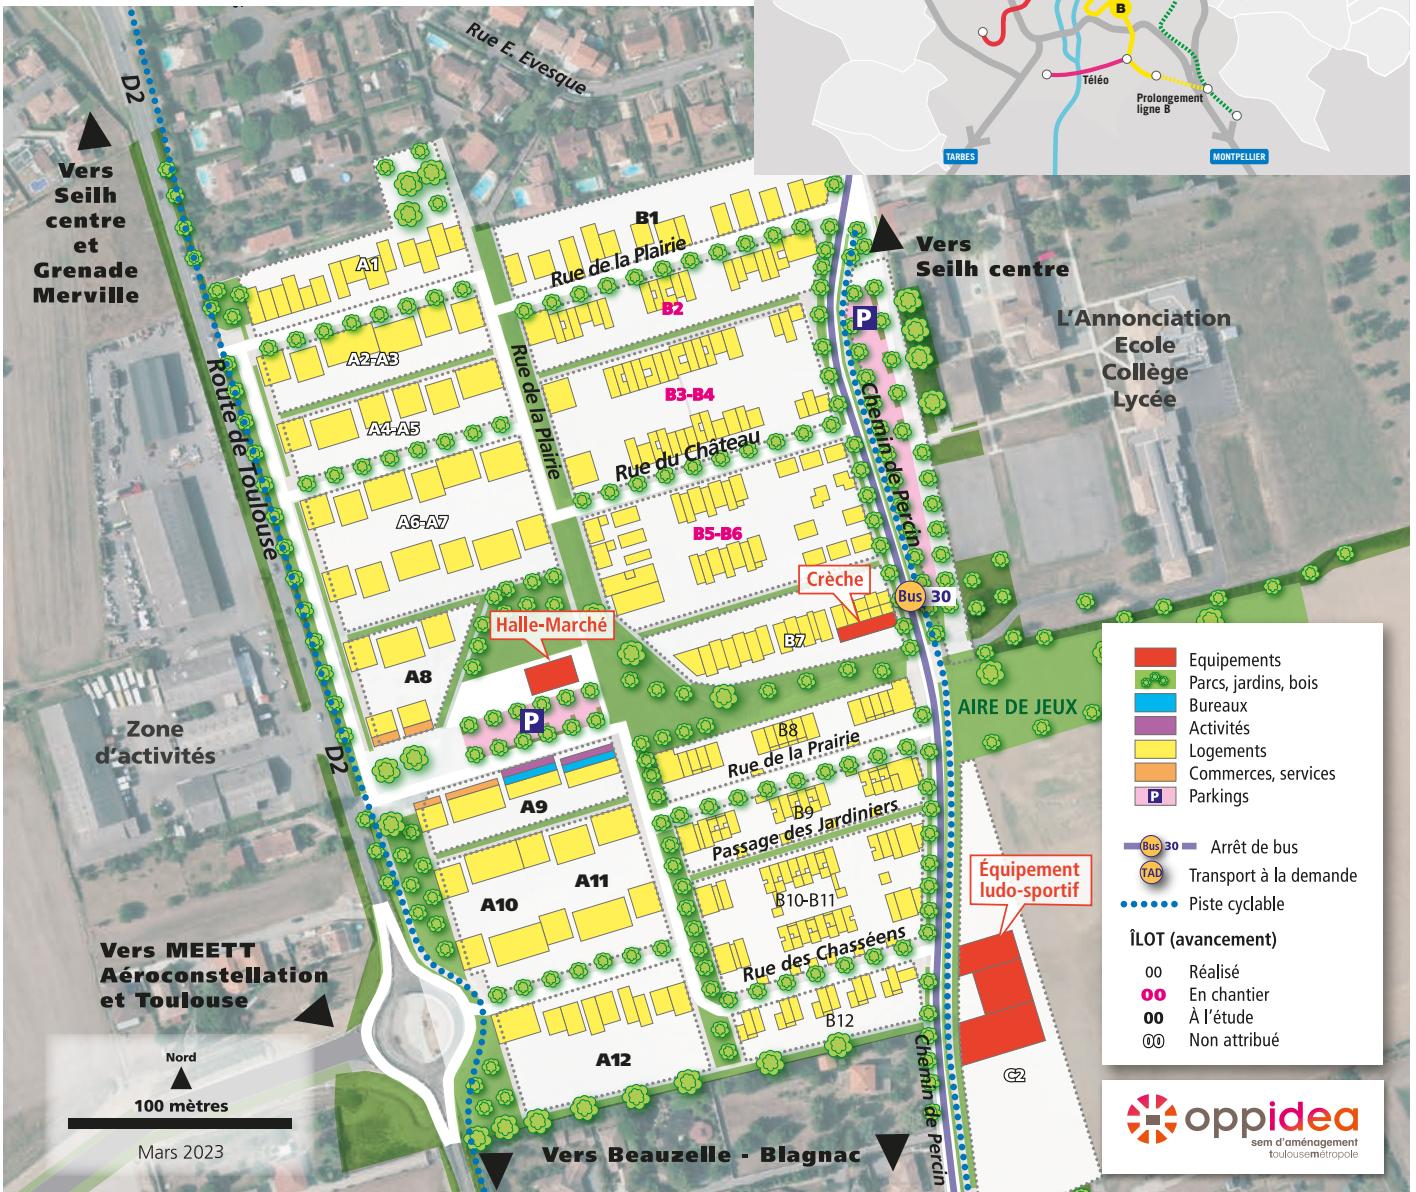 B
Téléo
Prolongement
ligne B
TARBES
MONTPELLIER
Rue E. Evesque
D2
Vers
Seilh
centre
et
Grenade
Merville
Vers
Seilh centre
L'Annonciation
Ecole
Collège
Lycée
B1
Rue de la Plairie
A1
B2
P
A2-A3
Route de Toulouse
Rue de la Plairie
B3-B4
Chemin de Percin
A4-A5
Rue du Château
A6-A7
B5-B6
Crèche
Bus 30
Halle-Marché
B7
A8
AIRE DE JEUX
Zone
d'activités
P
D2
B8
Rue de la Prairie
A9
B9
Passage des Jardiniers
A11
A10
B10-B11
Équipement
ludo-sportif
Rue des Chasséens
B12
A12
C2
Chemin de Percin
Vers MEETT
Aéroconstellation
et Toulouse
Vers Beauzelle - Blagnac
Nord
100 mètres
Mars 2023
Equipements
Parcs, jardins, bois
Bureaux
Activités
Logements
Commerces, services
P Parkings
Bus 30 Arrêt de bus
TAD Transport à la demande
Piste cyclable
ÎLOT (avancement)
00 Réalisé
00 En chantier
00 À l'étude
00 Non attribué
oppidea
sem d'aménagement
toulousemétropole